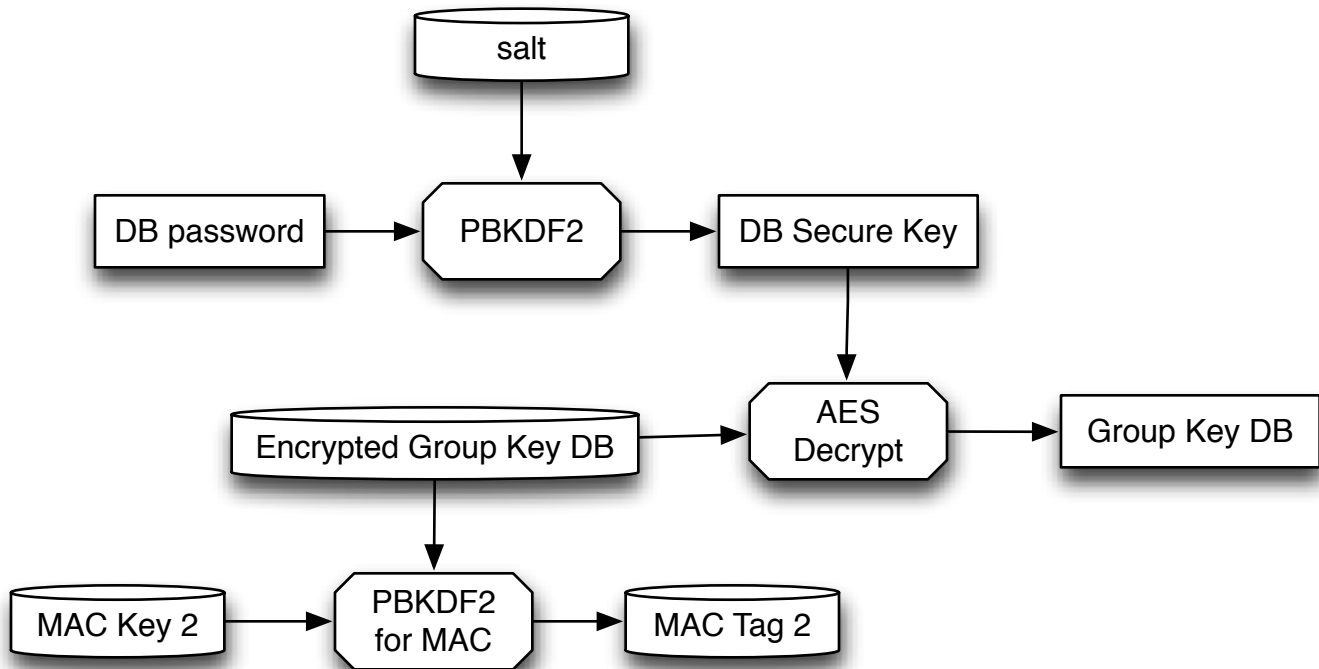 salt
DB password
PBKDF2
DB Secure Key
AES
Decrypt
Group Key DB
Encrypted Group Key DB
MAC Key 2
PBKDF2
for MAC
MAC Tag 2